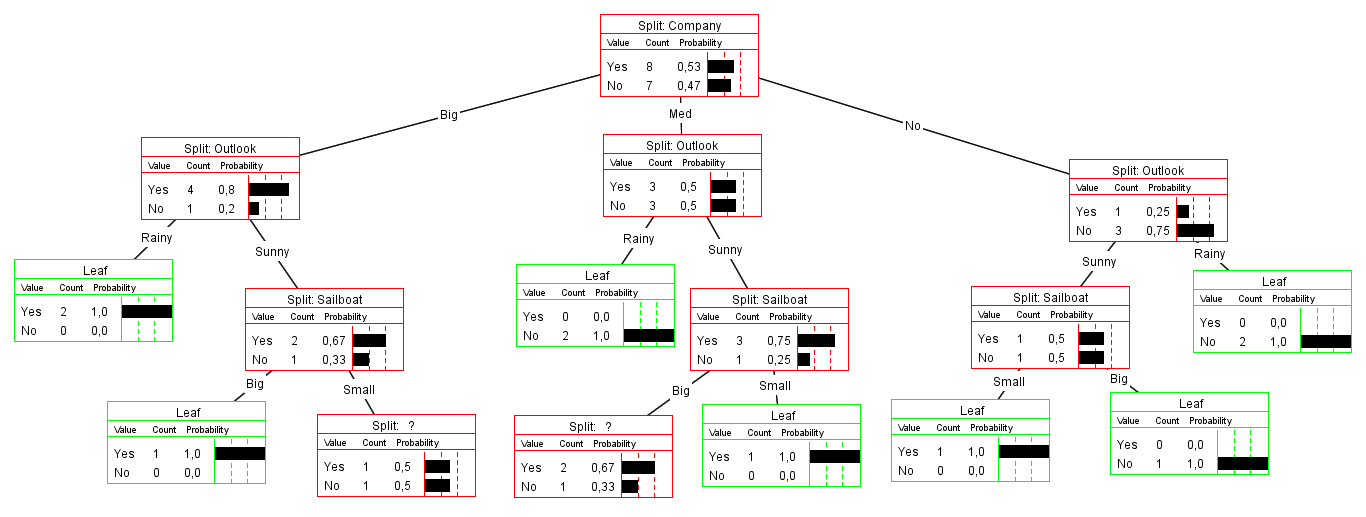 Split: Company
Value Count Probability
Yes 8 0,53
No 7 0,47
Big
Med
No
Split: Outlook
Value Count Probability
Yes 4 0,8
No 1 0,2
Split: Outlook
Value Count Probability
Yes 3 0,5
No 3 0,5
Split: Outlook
Value Count Probability
Yes 1 0,25
No 3 0,75
Rainy
Sunny
Rainy
Sunny
Sunny
Rainy
Leaf
Value Count Probability
Yes 2 1,0
No 0 0,0
Split: Sailboat
Value Count Probability
Yes 2 0,67
No 1 0,33
Leaf
Value Count Probability
Yes 0 0,0
No 2 1,0
Split: Sailboat
Value Count Probability
Yes 3 0,75
No 1 0,25
Split: Sailboat
Value Count Probability
Yes 1 0,5
No 1 0,5
Leaf
Value Count Probability
Yes 0 0,0
No 2 1,0
Big
Small
Big
Small
Small
Big
Leaf
Value Count Probability
Yes 1 1,0
No 0 0,0
Split: ?
Value Count Probability
Yes 1 0,5
No 1 0,5
Split: ?
Value Count Probability
Yes 2 0,67
No 1 0,33
Leaf
Value Count Probability
Yes 1 1,0
No 0 0,0
Leaf
Value Count Probability
Yes 1 1,0
No 0 0,0
Leaf
Value Count Probability
Yes 0 0,0
No 1 1,0